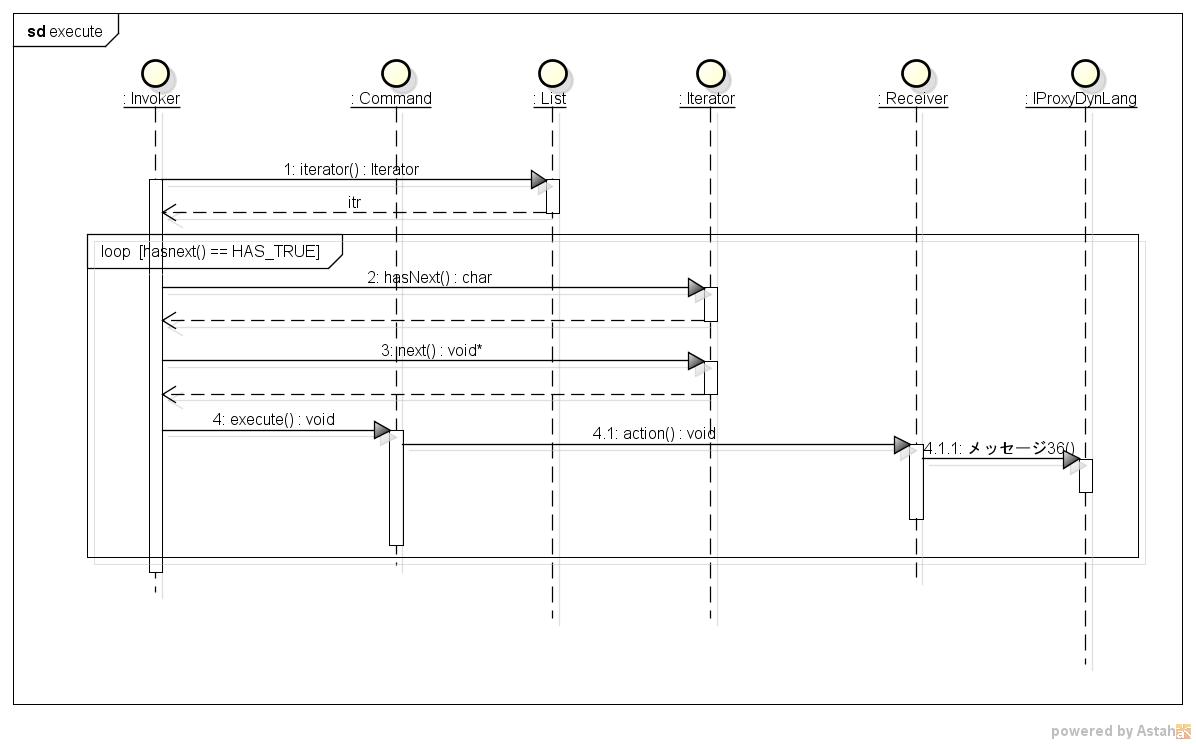 sd execute
: Invoker
: Command
: List
: Iterator
: Receiver
: IProxyDynLang
1: iterator() : Iterator
itr
loop [hasnext() == HAS_TRUE]
2: hasNext() : char
3: next() : void*
4: execute() : void
4.1: action() : void
4.1.1: メッセージ36()
powered by Astah